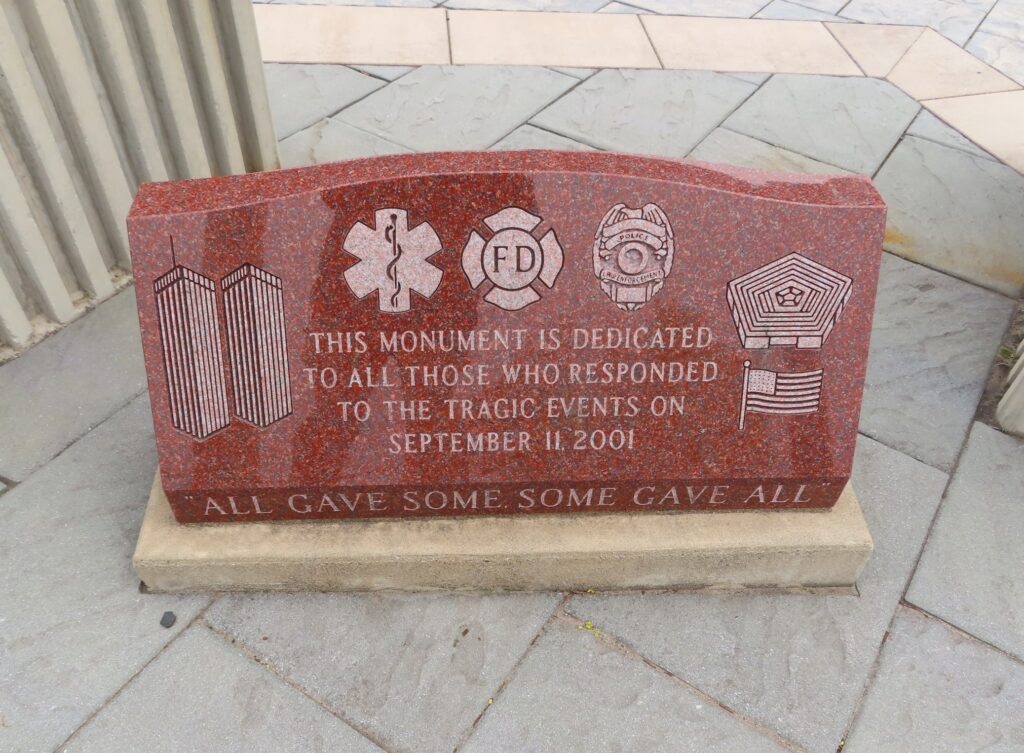 FD
POLICE
LAW ENFORCEMENT
THIS MONUMENT IS DEDICATED
TO ALL THOSE WHO RESPONDED
TO THE TRAGIC EVENTS ON
SEPTEMBER 11, 2001
"ALL GAVE SOME, SOME GAVE ALL"